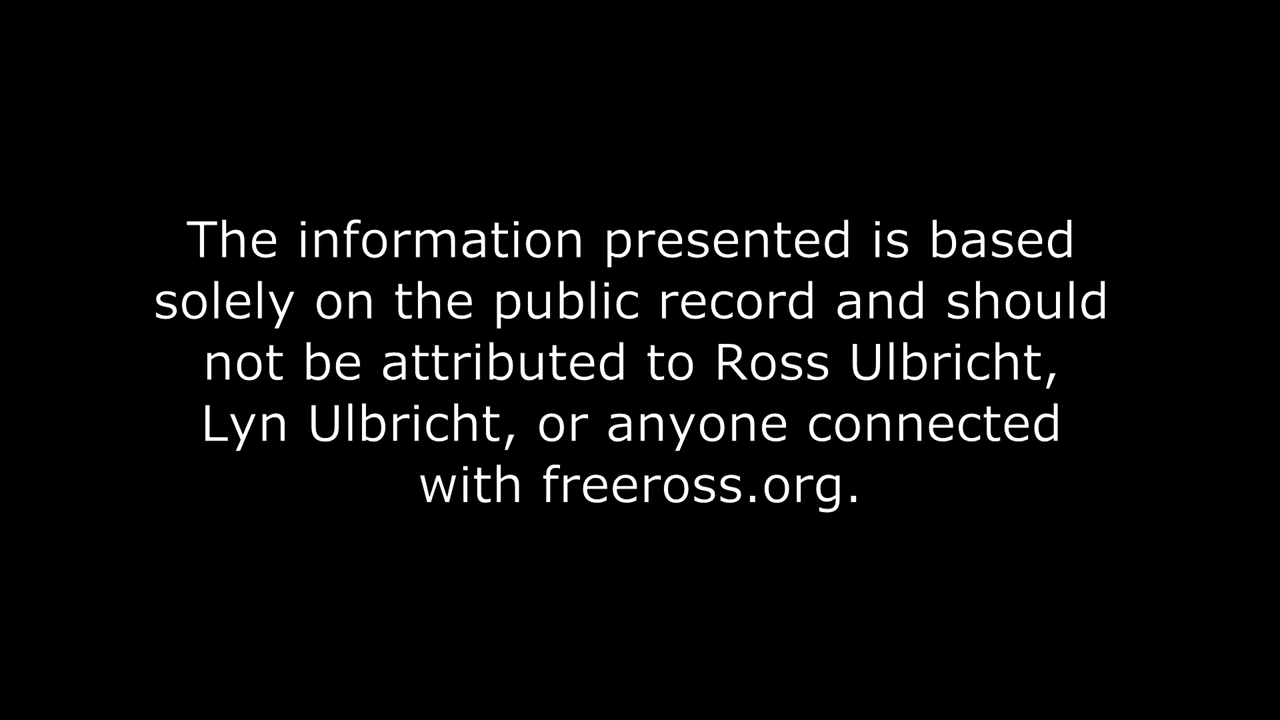 The information presented is based
solely on the public record and should
not be attributed to Ross Ulbricht,
Lyn Ulbricht, or anyone connected
with freeross.org.